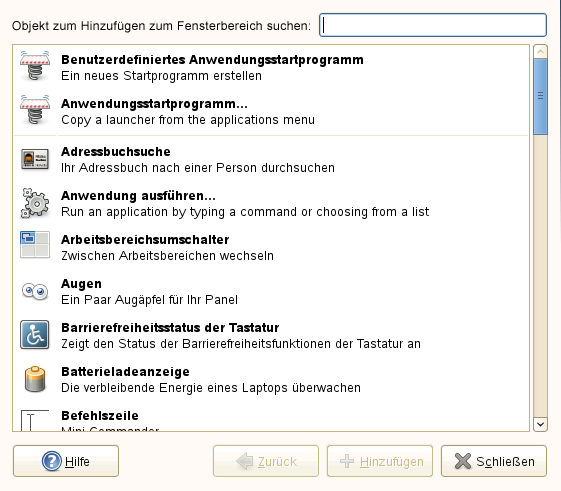 Objekt zum Hinzufügen zum Fensterbereich suchen:
Benutzerdefiniertes Anwendungsstartprogramm
Ein neues Startprogramm erstellen
Anwendungsstartprogramm...
Copy a launcher from the applications menu
Adressbuchsuche
Ihr Adressbuch nach einer Person durchsuchen
Anwendung ausführen...
Run an application by typing a command or choosing from a list
Arbeitsbereichsumschalter
Zwischen Arbeitsbereichen wechseln
Augen
Ein Paar Augäpfel für Ihr Panel
Barrierefreiheitsstatus der Tastatur
Zeigt den Status der Barrierefreiheitsfunktionen der Tastatur an
Batterieladeanzeige
Die verbleibende Energie eines Laptops überwachen
Befehlszeile
Mini-Commander
Hilfe
Zurück
Hinzufügen
Schließen